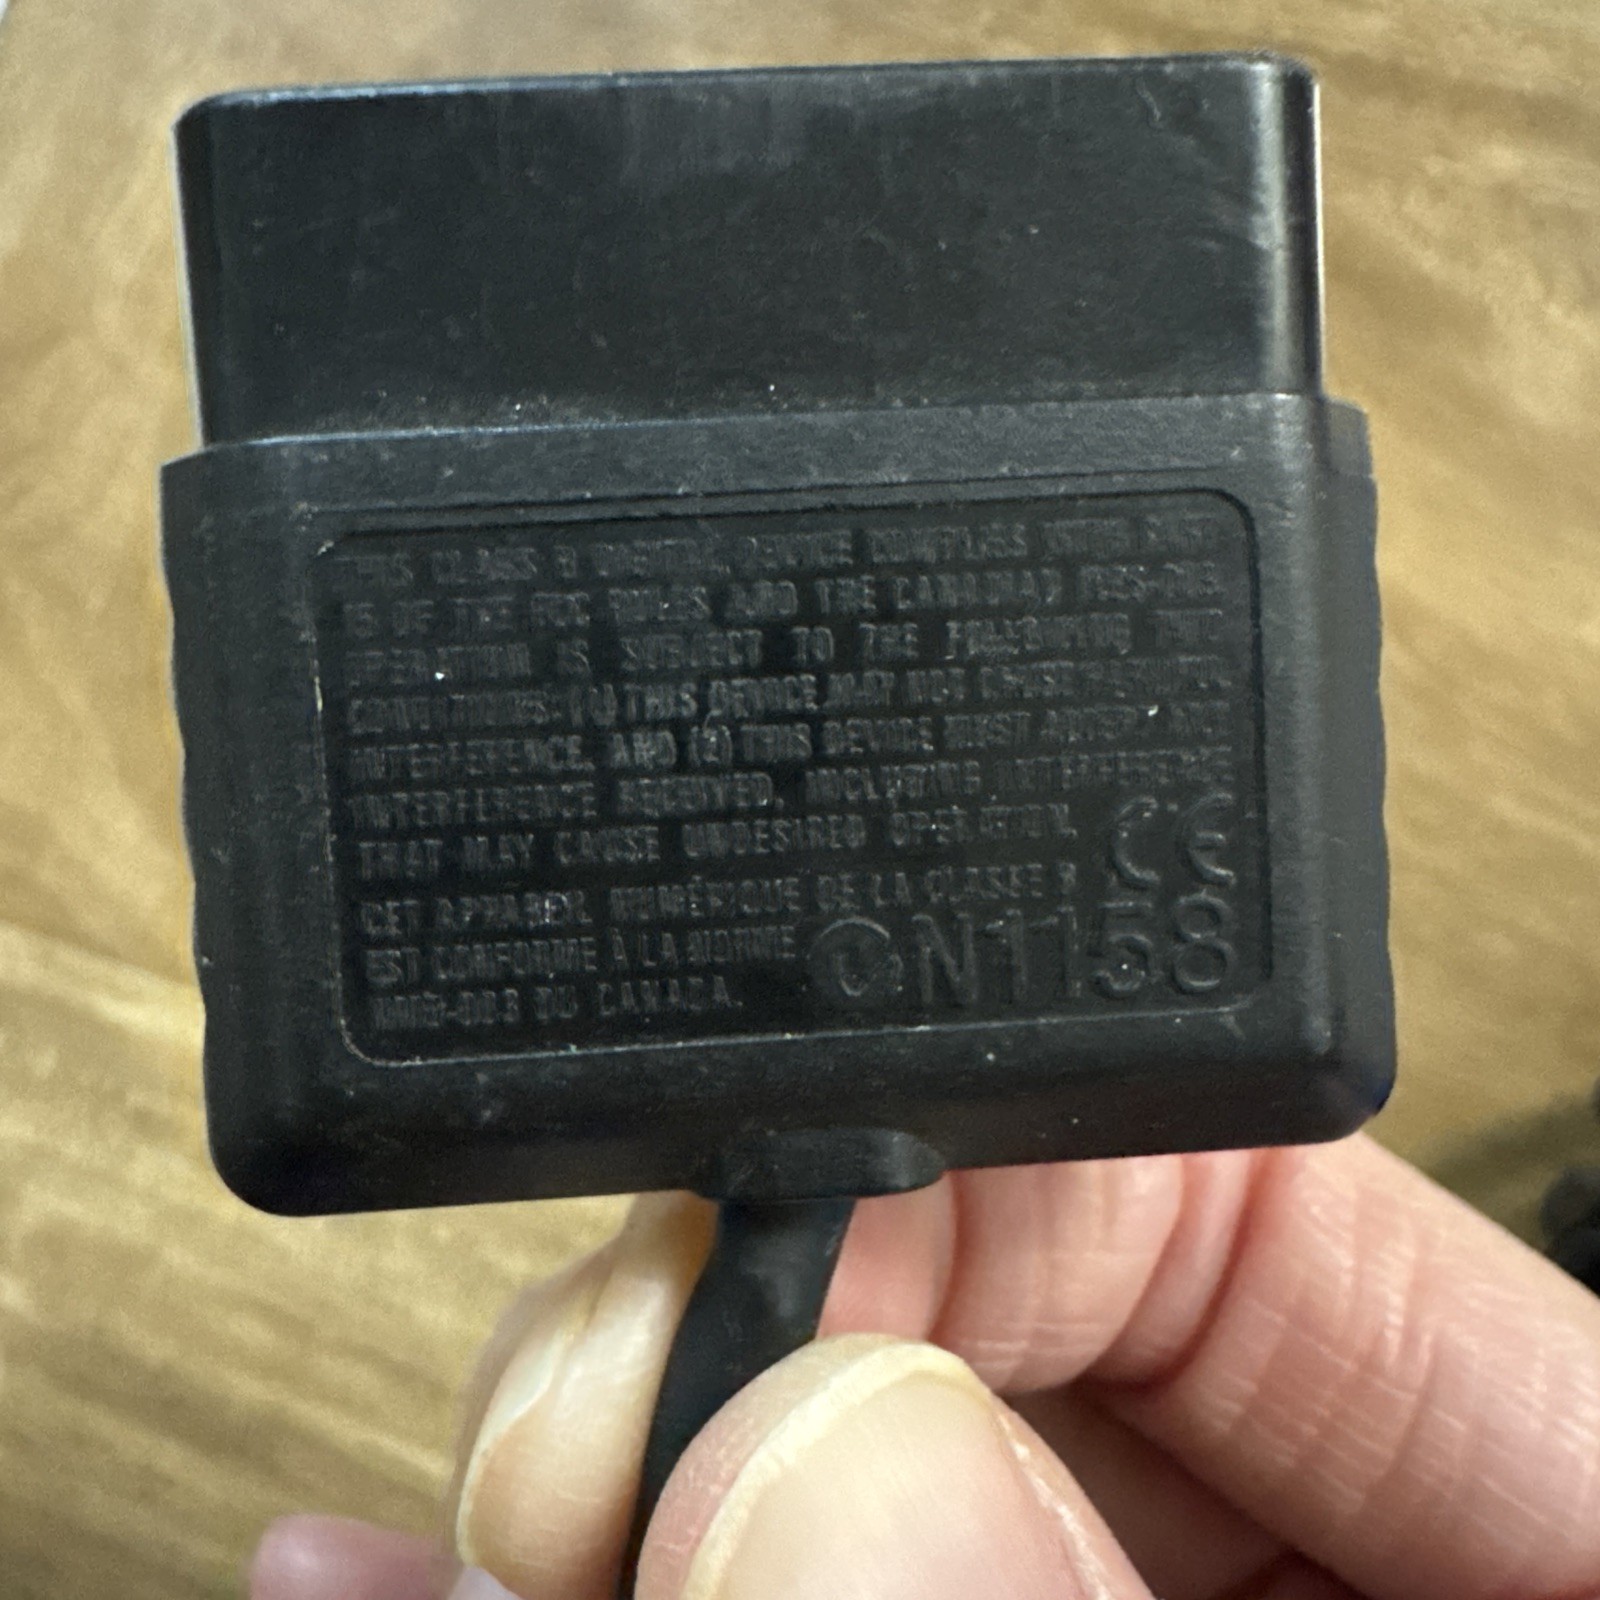 THIS CLASS B DIGITAL DEVICE COMPLIES WITH PART
15 OF THE FCC RULES AND THE CANADIAN ICES-003.
OPERATION IS SUBJECT TO THE FOLLOWING TWO
CONDITIONS: (1) THIS DEVICE MAY NOT CAUSE HARMFUL
INTERFERENCE, AND (2) THIS DEVICE MUST ACCEPT ANY
INTERFERENCE RECEIVED, INCLUDING INTERFERENCE
THAT MAY CAUSE UNDESIRED OPERATION.
CE
CET APPAREIL NUMÉRIQUE DE LA CLASSE B
EST CONFORME À LA NORME
N1158
NMB-003 DU CANADA.